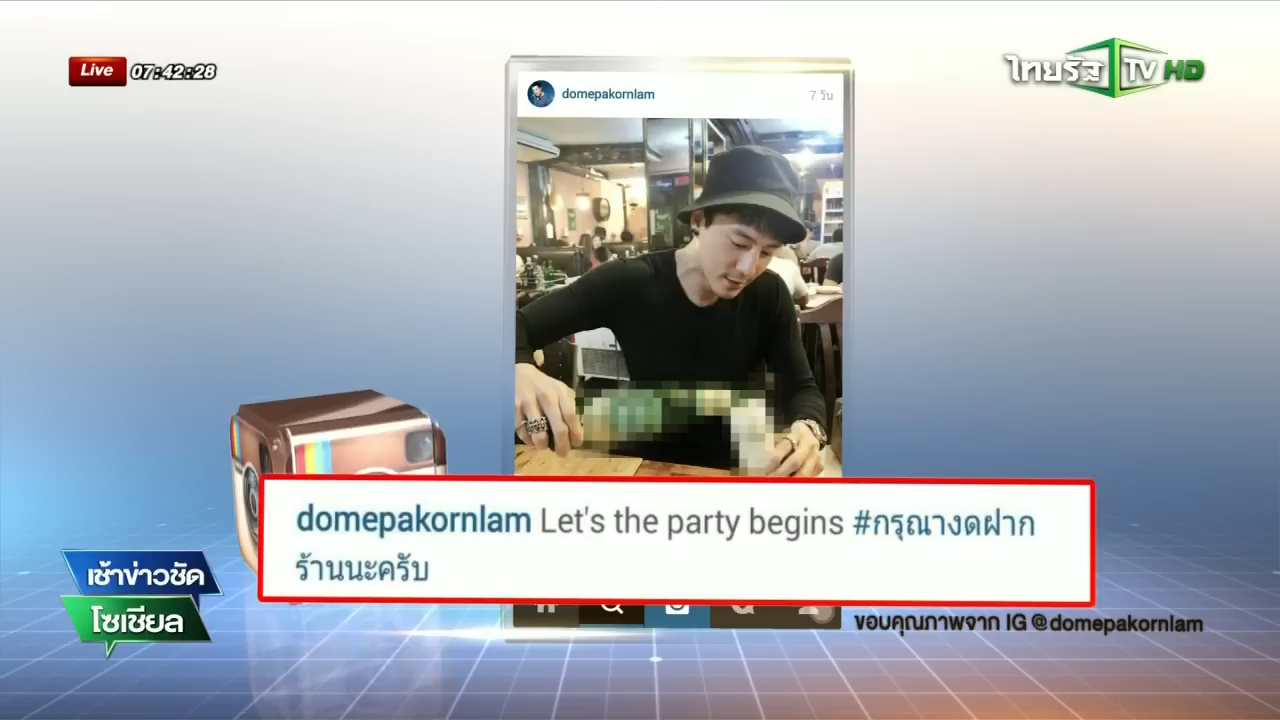 Live 07:42:28
ไทยรัฐ TV HD
domepakornlam 7 วัน
domepakornlam Let's the party begins #กรุณางดฝาก
ร้านนะครับ
เช้าข่าวชัด
โซเชียล
ขอบคุณภาพจาก IG @domepakornlam